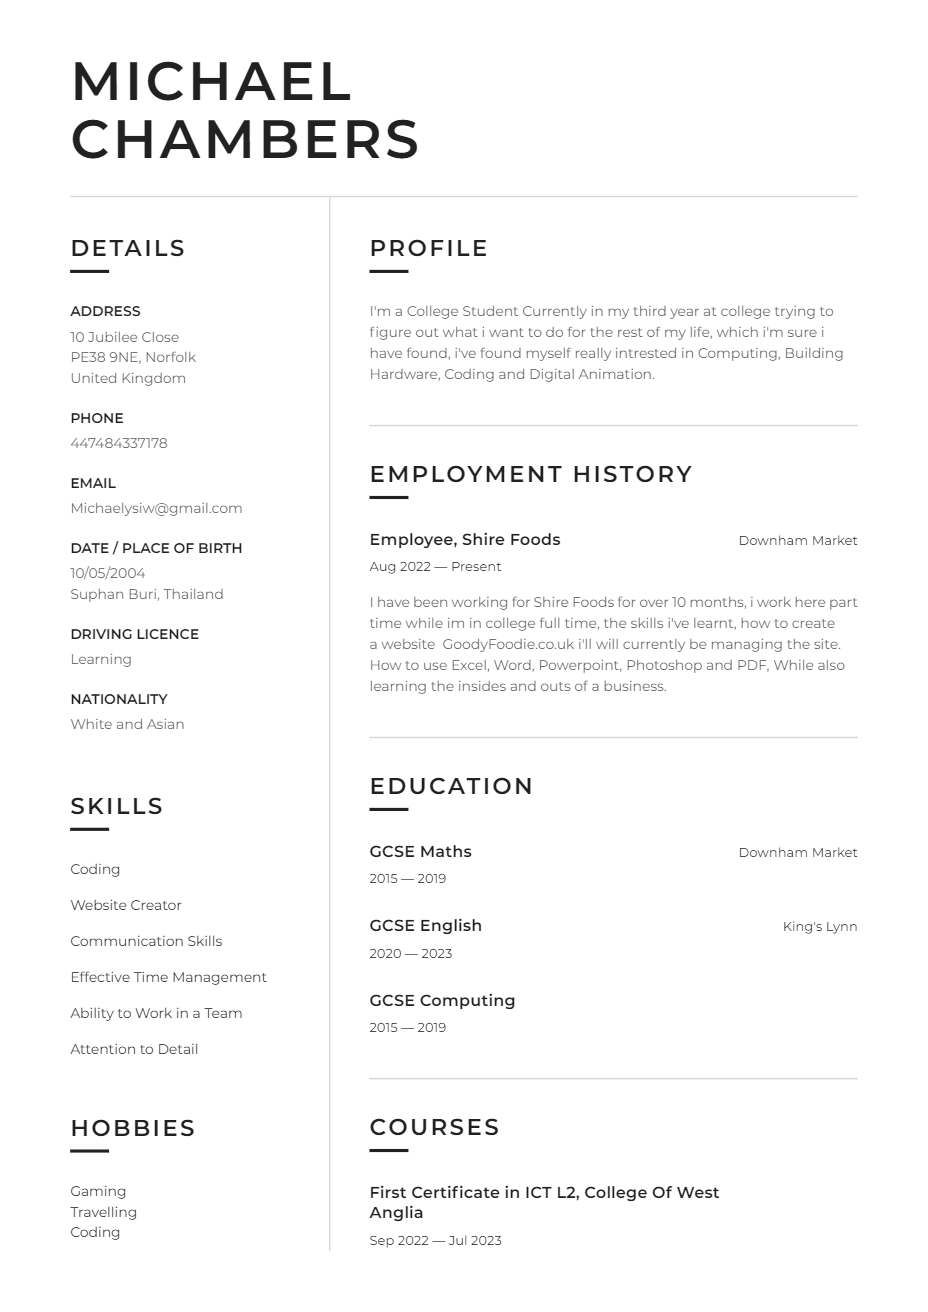 MICHAEL
CHAMBERS
DETAILS
ADDRESS
10 Jubilee Close
PE38 9NE, Norfolk
United Kingdom
PHONE
447484337178
EMAIL
Michaelysiw@gmail.com
DATE / PLACE OF BIRTH
10/05/2004
Suphan Buri, Thailand
DRIVING LICENCE
Learning
NATIONALITY
White and Asian
SKILLS
Coding
Website Creator
Communication Skills
Effective Time Management
Ability to Work in a Team
Attention to Detail
HOBBIES
Gaming
Travelling
Coding
PROFILE
I'm a College Student Currently in my third year at college trying to
figure out what i want to do for the rest of my life, which i'm sure i
have found, i've found myself really intrested in Computing, Building
Hardware, Coding and Digital Animation.
EMPLOYMENT HISTORY
Employee, Shire Foods Downham Market
Aug 2022 — Present
I have been working for Shire Foods for over 10 months, i work here part
time while im in college full time, the skills i've learnt, how to create
a website  GoodyFoodie.co.uk i'll will currently be managing the site.
How to use Excel, Word, Powerpoint, Photoshop and PDF, While also
learning the insides and outs of a business.
EDUCATION
GCSE Maths Downham Market
2015 — 2019
GCSE English King's Lynn
2020 — 2023
GCSE Computing
2015 — 2019
COURSES
First Certificate in ICT L2, College Of West
Anglia
Sep 2022 — Jul 2023